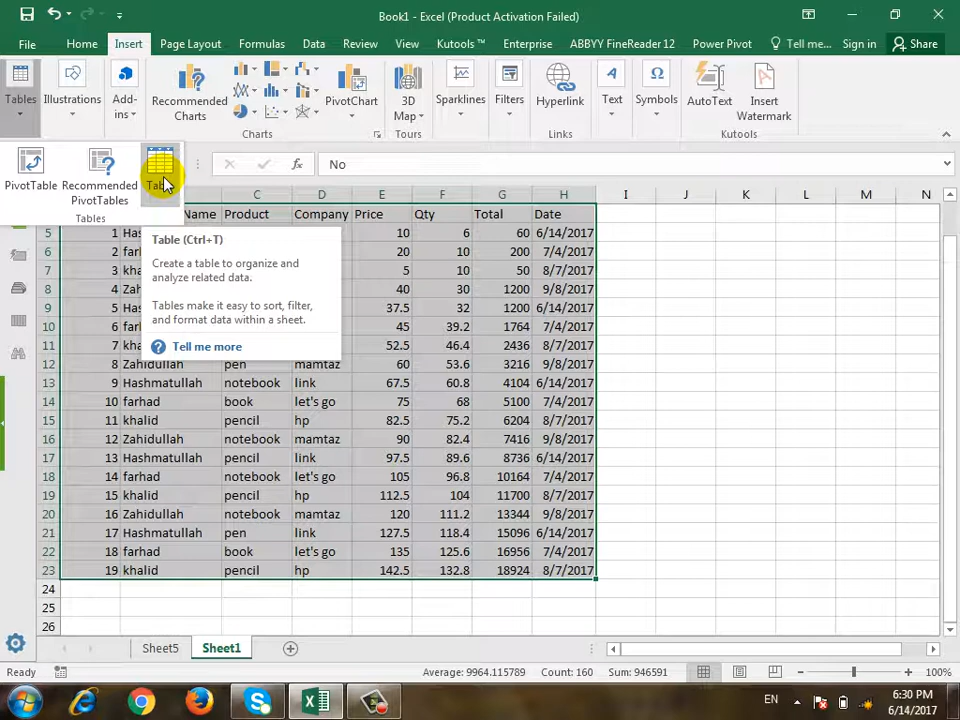 Book1 - Excel (Product Activation Failed)
File Home Insert Page Layout Formulas Data Review View Kutools ™ Enterprise ABBYY FineReader 12 Power Pivot Tell me... Sign in Share
Tables Illustrations Add-ins Recommended Charts PivotChart 3D Map Sparklines Filters Hyperlink Text Symbols AutoText Insert Watermark
Charts Tours Links Kutools
PivotTable Recommended PivotTables
Tables
fx No
C D E F G H I J K L M N
Name Product Company Price Qty Total Date
5 1 10 6 60 6/14/2017
6 2 20 10 200 7/4/2017
7 3 5 10 50 8/7/2017
8 4 40 30 1200 9/8/2017
9 5 37.5 32 1200 6/14/2017
10 6 45 39.2 1764 7/4/2017
11 7 52.5 46.4 2436 8/7/2017
12 8 Zahidullah pen mamtaz 60 53.6 3216 9/8/2017
13 9 Hashmatullah notebook link 67.5 60.8 4104 6/14/2017
14 10 farhad book let's go 75 68 5100 7/4/2017
15 11 khalid pencil hp 82.5 75.2 6204 8/7/2017
16 12 Zahidullah notebook mamtaz 90 82.4 7416 9/8/2017
17 13 Hashmatullah pencil link 97.5 89.6 8736 6/14/2017
18 14 farhad notebook let's go 105 96.8 10164 7/4/2017
19 15 khalid pencil hp 112.5 104 11700 8/7/2017
20 16 Zahidullah notebook mamtaz 120 111.2 13344 9/8/2017
21 17 Hashmatullah pen link 127.5 118.4 15096 6/14/2017
22 18 farhad book let's go 135 125.6 16956 7/4/2017
23 19 khalid pencil hp 142.5 132.8 18924 8/7/2017
24
25
26
Table (Ctrl+T)
Create a table to organize and
analyze related data.
Tables make it easy to sort, filter,
and format data within a sheet.
Tell me more
Sheet5 Sheet1
Average: 9964.115789 Count: 160 Sum: 946591 100%
EN 6:30 PM
6/14/2017